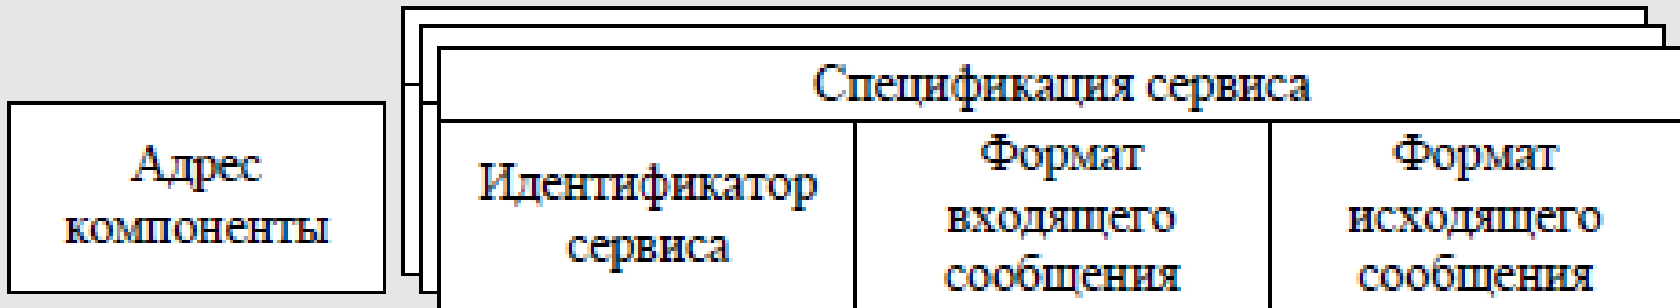 Спецификация сервиса
Адрес
компоненты
Идентификатор
сервиса
Формат
входящего
сообщения
Формат
исходящего
сообщения